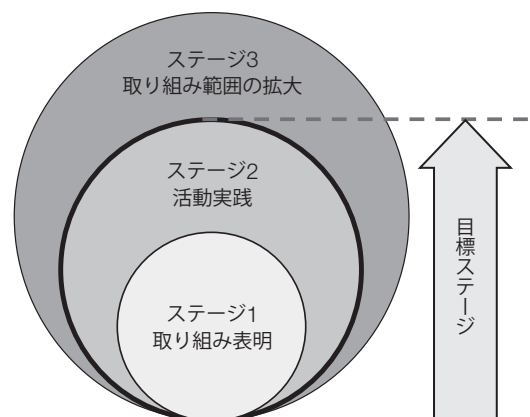 ステージ3
取り組み範囲の拡大
ステージ2
活動実践
ステージ1
取り組み表明
目標ステージ